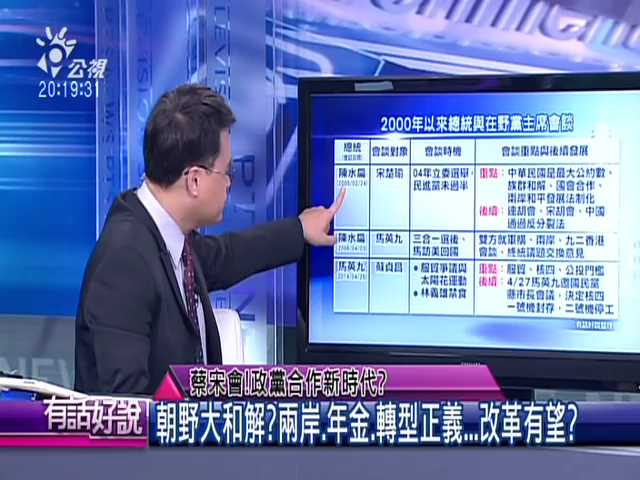 公視
20:19:31
2000年以來總統與在野黨主席會談
總統 會談對象 會談時機 會談重點與後續發展
陳水扁 宋楚瑜 04年立委選舉,民進黨未過半 重點:中華民國是最大公約數、
族群和解、國會合作、
兩岸和平發展法制化
後續:連胡會、宋胡會、中國
通過反分裂法
陳水扁 馬英九 三合一選後、馬訪美回國 雙方就軍購、兩岸、九二香港
會談、終統議題交換意見
馬英九 蘇貞昌 •服貿爭議與太陽花運動 重點:服貿、核四、公投門檻
•林義雄禁食 後續:4/27馬英九邀國民黨
縣市長會議,決定核四
一號機封存,二號機停工
有話好說製作
蔡宋會!政黨合作新時代?
有話好說
朝野大和解?兩岸.年金.轉型正義...改革有望?